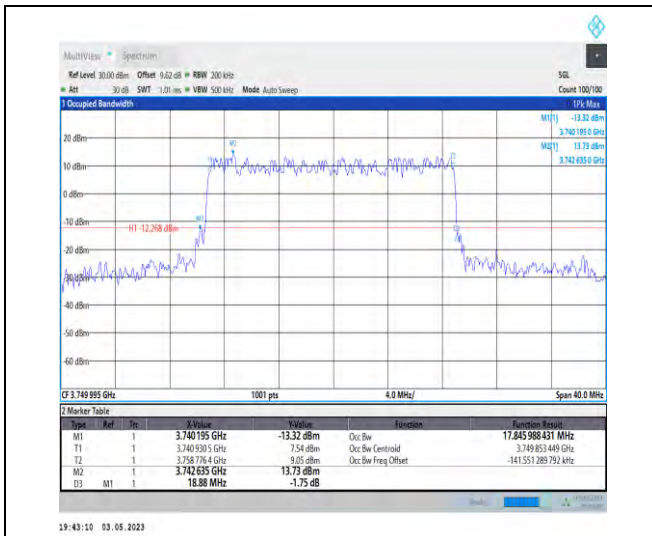 MultiView Spectrum
Ref Level 30.00 dBm Offset 9.62 dB RBW 200 kHz SGL
Att 30 dB SWT 1.01 ms VBW 500 kHz Mode Auto Sweep Count 100/100
1 Occupied Bandwidth 1Pk Max
M1[1] -13.32 dBm
3.740195 0 GHz
M2[1] 13.73 dBm
3.742 635 0 GHz
20 dBm
10 dBm
0 dBm
-10 dBm
H1 -12.268 dBm
-20 dBm
-30 dBm
-40 dBm
-50 dBm
-60 dBm
M2
T1
T2
M1
D3
CF 3.749 995 GHz 1001 pts 4.0 MHz/ Span 40.0 MHz
2 Marker Table
Type Ref Trc X-Value Y-Value Function Function Result
M1 1 3.740195 GHz -13.32 dBm Occ Bw 17.845 988 431 MHz
T1 1 3.740 930 5 GHz 7.54 dBm Occ Bw Centroid 3.749 853 449 GHz
T2 1 3.758 776 4 GHz 9.05 dBm Occ Bw Freq Offset -141.551 289 792 kHz
M2 1 3.742 635 GHz 13.73 dBm
D3 M1 1 18.88 MHz -1.75 dB
19:43:10 03.05.2023